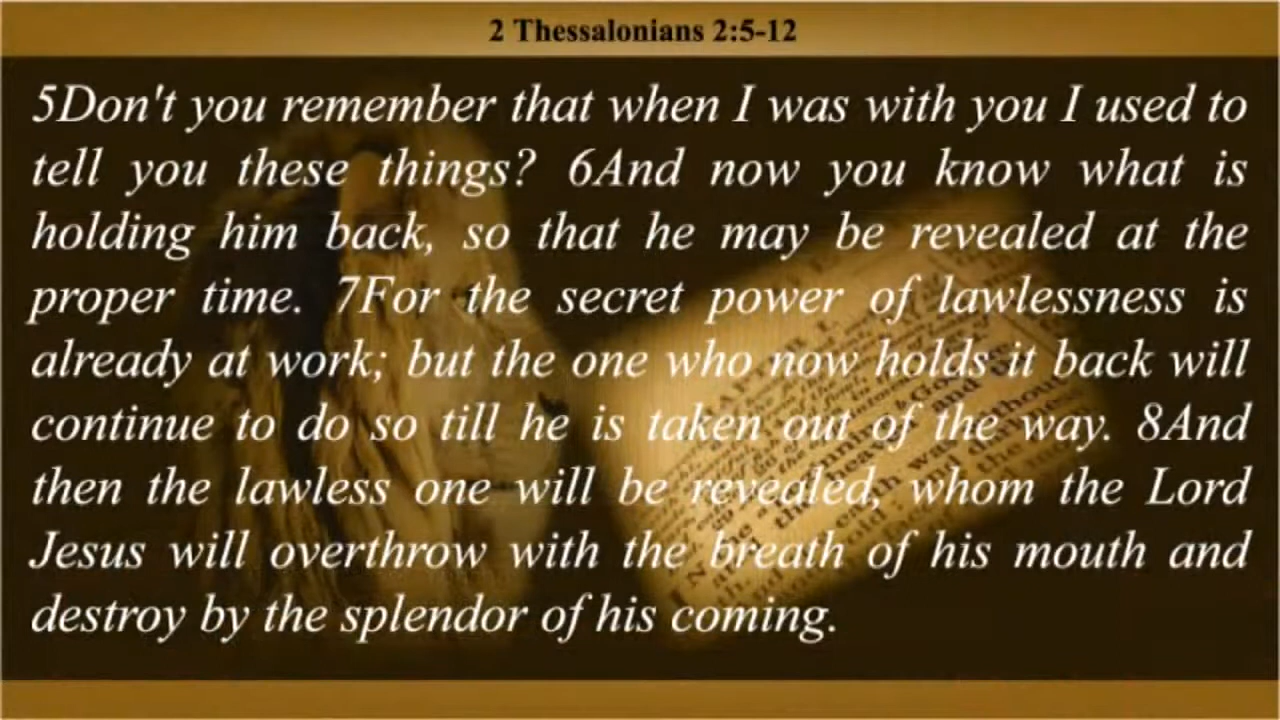 2 Thessalonians 2:5-12
5Don't you remember that when I was with you I used to
tell you these things? 6And now you know what is
holding him back, so that he may be revealed at the
proper time. 7For the secret power of lawlessness is
already at work; but the one who now holds it back will
continue to do so till he is taken out of the way. 8And
then the lawless one will be revealed, whom the Lord
Jesus will overthrow with the breath of his mouth and
destroy by the splendor of his coming.